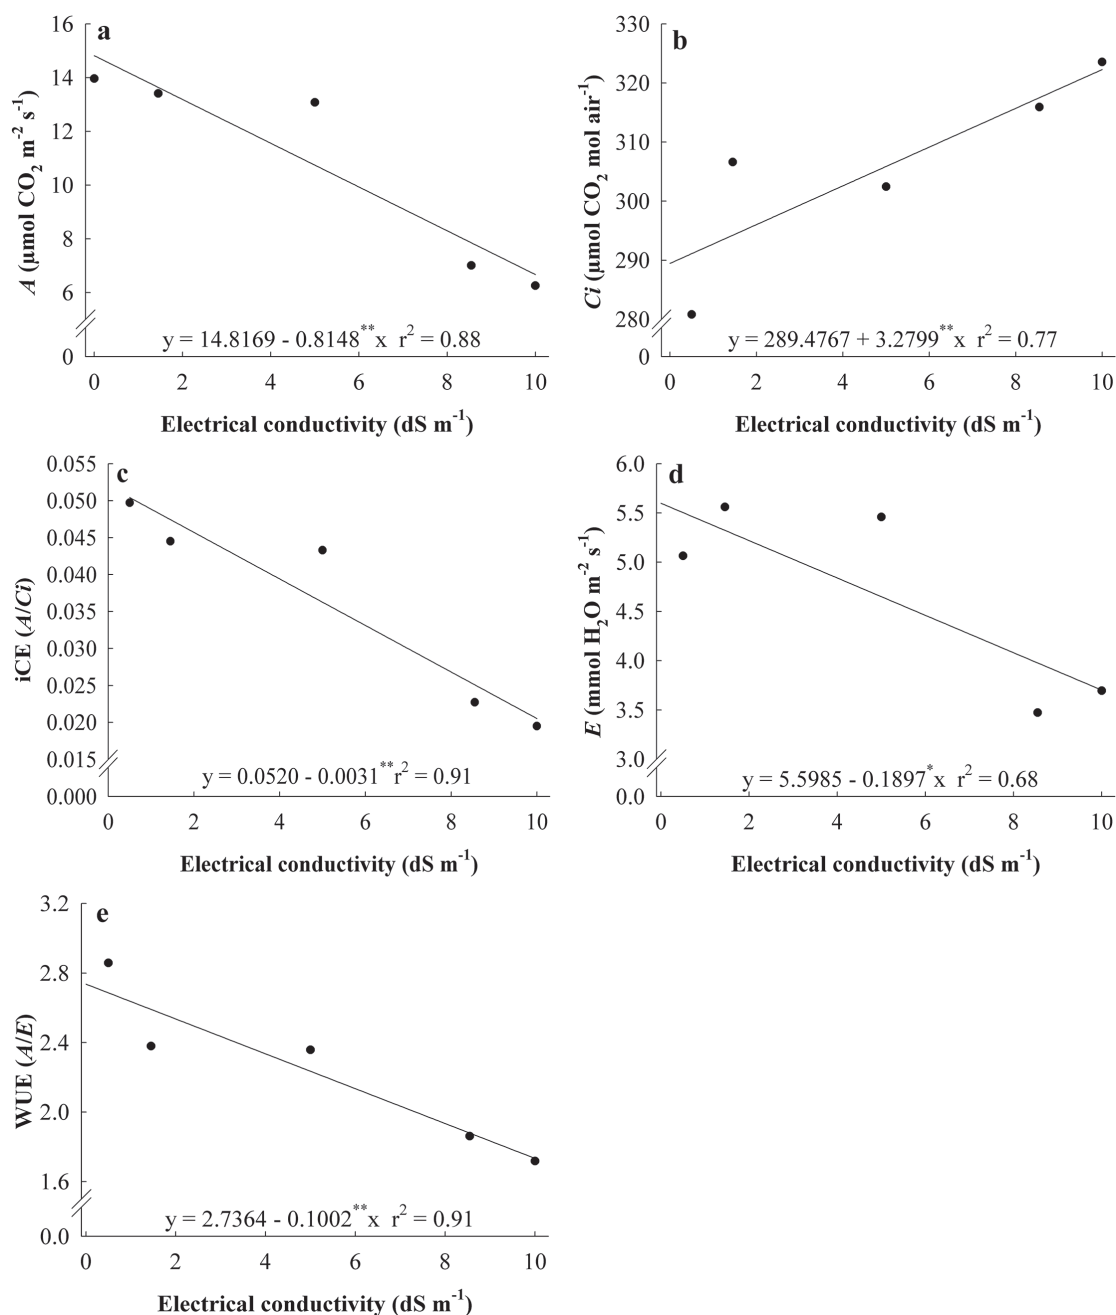 a
16
14
12
10
8
6
0
A (µmol CO₂ m⁻² s⁻¹)
y = 14.8169 - 0.8148**x r² = 0.88
0 2 4 6 8 10
Electrical conductivity (dS m⁻¹)
b
330
320
310
300
290
280
0
Ci (µmol CO₂ mol air⁻¹)
y = 289.4767 + 3.2799**x r² = 0.77
0 2 4 6 8 10
Electrical conductivity (dS m⁻¹)
c
0.055
0.050
0.045
0.040
0.035
0.030
0.025
0.020
0.015
0.000
iCE (A/Ci)
y = 0.0520 - 0.0031**r² = 0.91
0 2 4 6 8 10
Electrical conductivity (dS m⁻¹)
d
6.0
5.5
5.0
4.5
4.0
3.5
3.0
0.0
E (mmol H₂O m⁻² s⁻¹)
y = 5.5985 - 0.1897*x r² = 0.68
0 2 4 6 8 10
Electrical conductivity (dS m⁻¹)
e
3.2
2.8
2.4
2.0
1.6
0.0
WUE (A/E)
y = 2.7364 - 0.1002**x r² = 0.91
0 2 4 6 8 10
Electrical conductivity (dS m⁻¹)